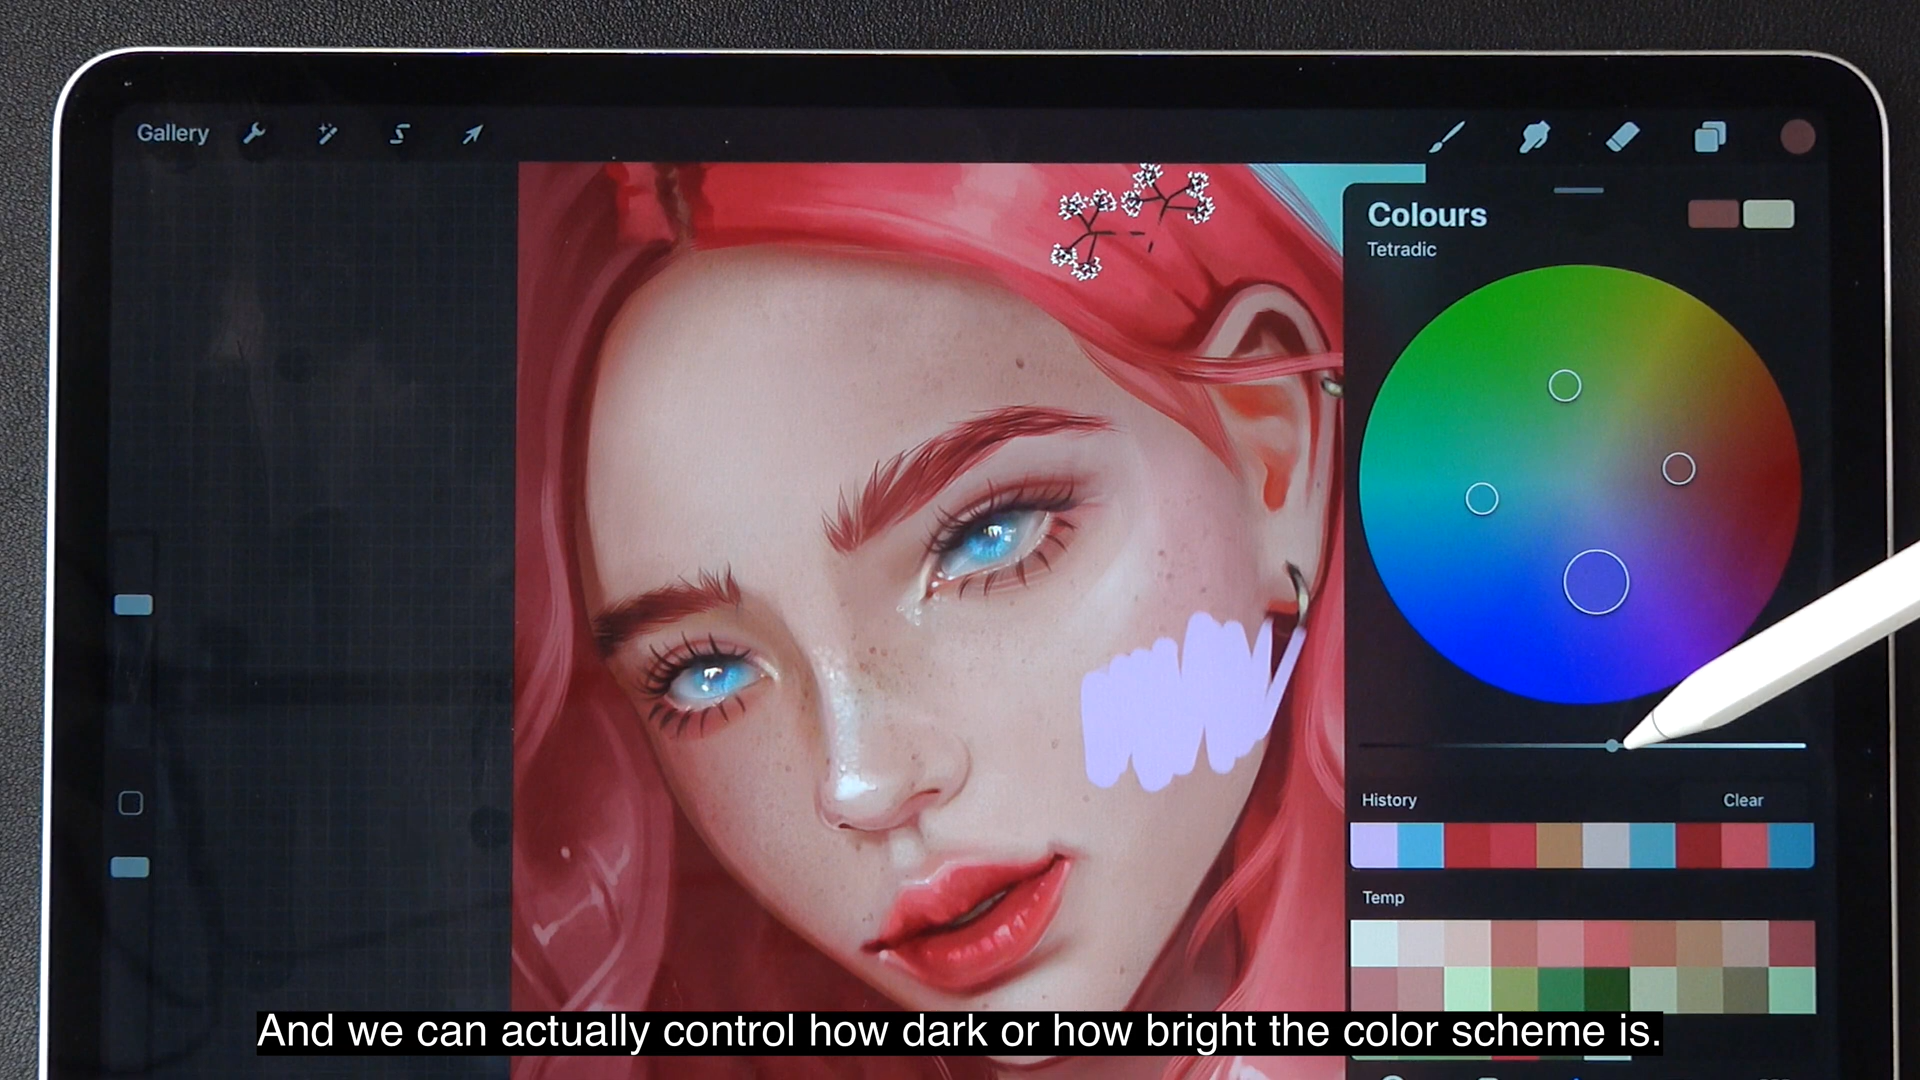 Gallery
Colours
Tetradic
History
Clear
Temp
And we can actually control how dark or how bright the color scheme is.